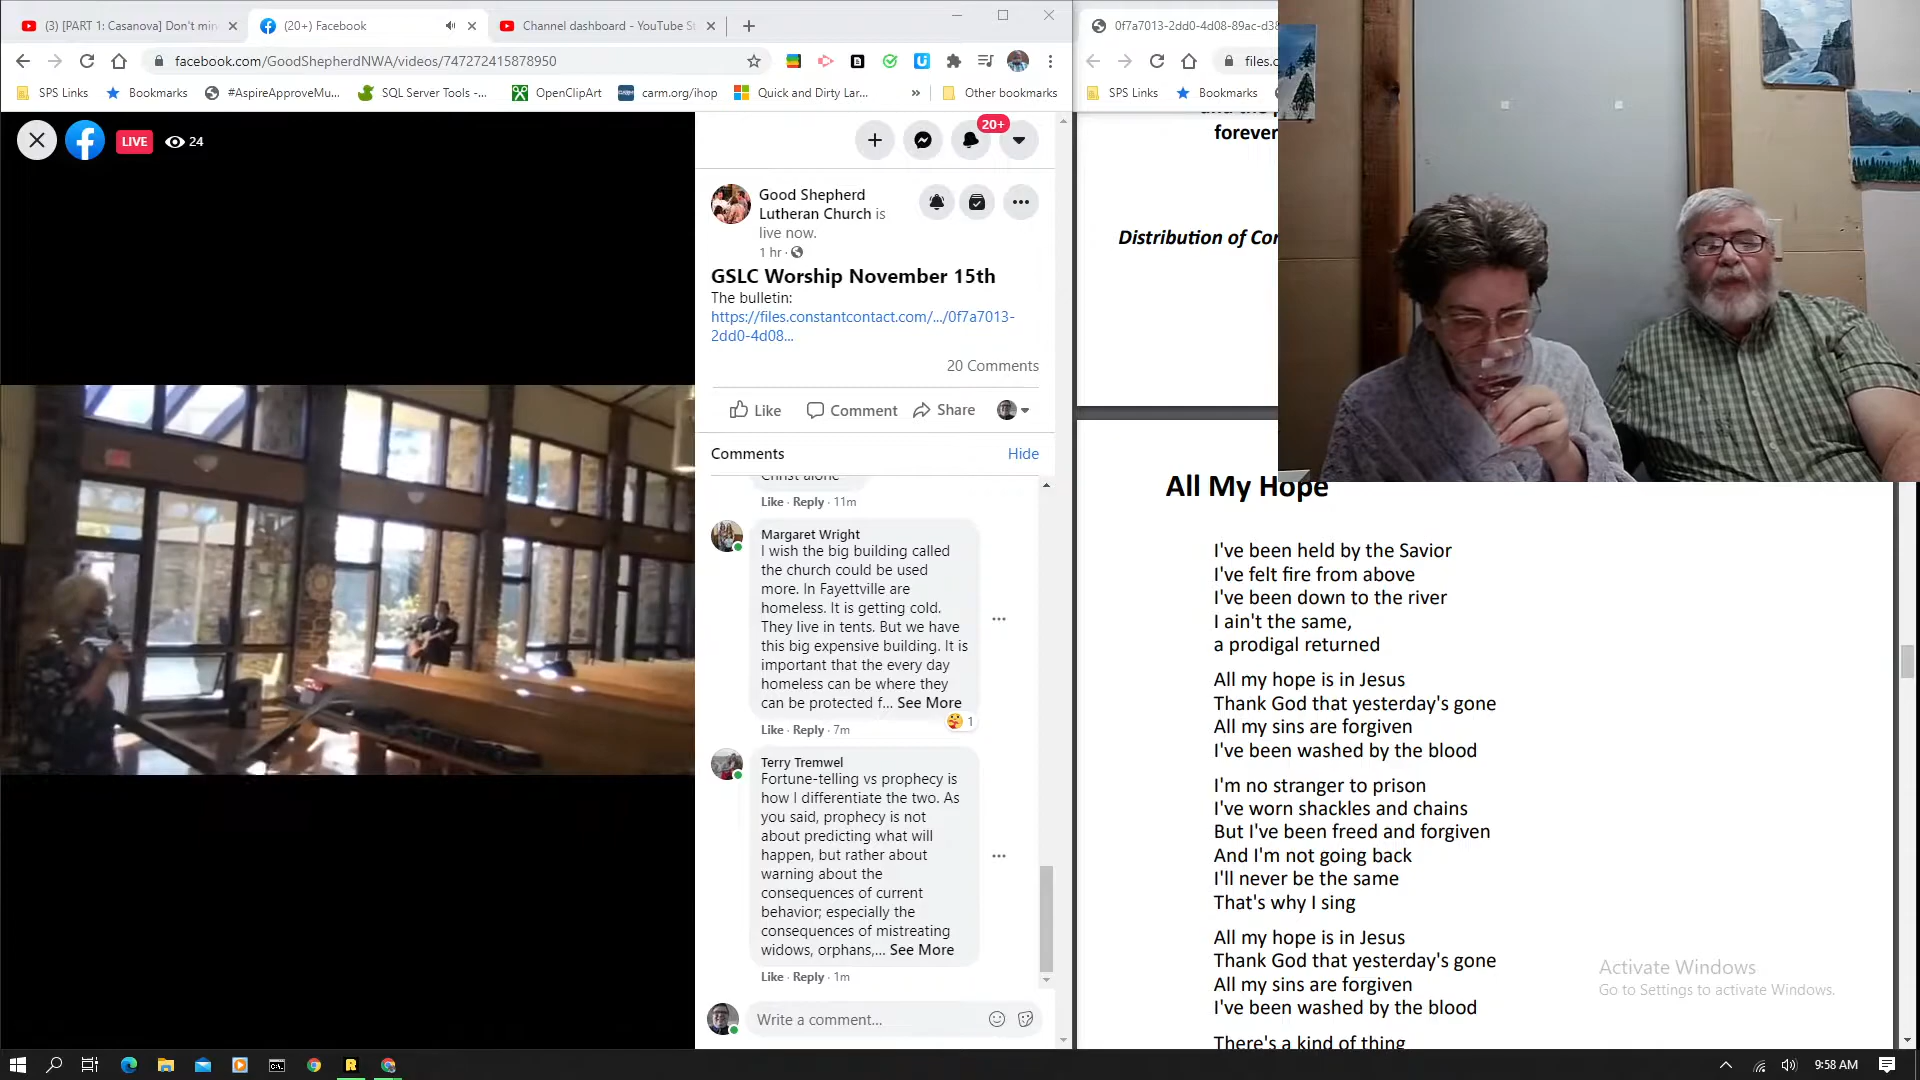 (3) [PART 1: Casanova] Don't min
(20+) Facebook
Channel dashboard - YouTube St
0f7a7013-2dd0-4d08-89ac-d38
facebook.com/GoodShepherdNWA/videos/747272415878950
files.c
SPS Links
Bookmarks
#AspireApproveMu...
SQL Server Tools -...
OpenClipArt
carm.org/ihop
Quick and Dirty Lar...
»
Other bookmarks
SPS Links
Bookmarks
LIVE
24
20+
Good Shepherd
Lutheran Church is
live now.
1 hr ·
GSLC Worship November 15th
The bulletin:
https://files.constantcontact.com/.../0f7a7013-
2dd0-4d08...
20 Comments
Like
Comment
Share
Comments
Hide
Christ alone
Like · Reply · 11m
Margaret Wright
I wish the big building called
the church could be used
more. In Fayettville are
homeless. It is getting cold.
They live in tents. But we have
this big expensive building. It is
important that the every day
homeless can be where they
can be protected f... See More
1
Like · Reply · 7m
Terry Tremwel
Fortune-telling vs prophecy is
how I differentiate the two. As
you said, prophecy is not
about predicting what will
happen, but rather about
warning about the
consequences of current
behavior; especially the
consequences of mistreating
widows, orphans,... See More
Like · Reply · 1m
Write a comment...
forever
Distribution of Co
All My Hope
I've been held by the Savior
I've felt fire from above
I've been down to the river
I ain't the same,
a prodigal returned
All my hope is in Jesus
Thank God that yesterday's gone
All my sins are forgiven
I've been washed by the blood
I'm no stranger to prison
I've worn shackles and chains
But I've been freed and forgiven
And I'm not going back
I'll never be the same
That's why I sing
All my hope is in Jesus
Thank God that yesterday's gone
All my sins are forgiven
I've been washed by the blood
There's a kind of thing
Activate Windows
Go to Settings to activate Windows.
R
9:58 AM